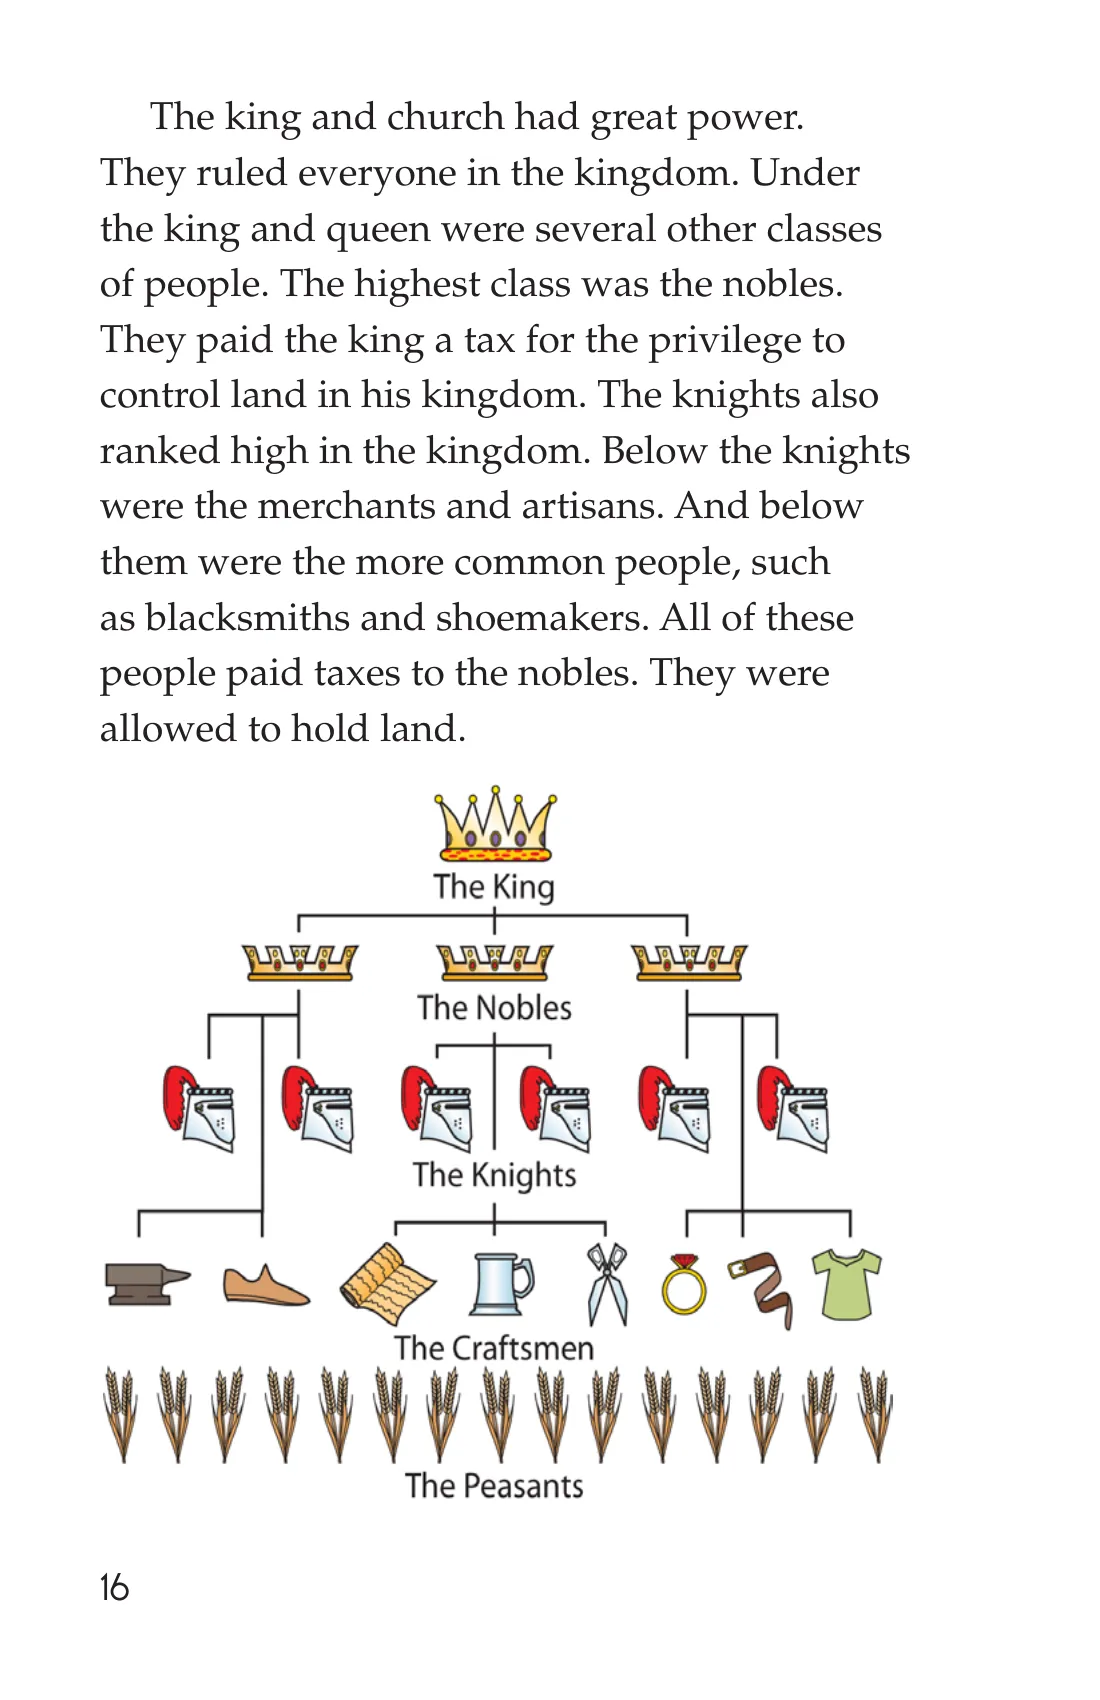 The king and church had great power.
They ruled everyone in the kingdom. Under
the king and queen were several other classes
of people. The highest class was the nobles.
They paid the king a tax for the privilege to
control land in his kingdom. The knights also
ranked high in the kingdom. Below the knights
were the merchants and artisans. And below
them were the more common people, such
as blacksmiths and shoemakers. All of these
people paid taxes to the nobles. They were
allowed to hold land.
The King
The Nobles
The Knights
The Craftsmen
The Peasants
16